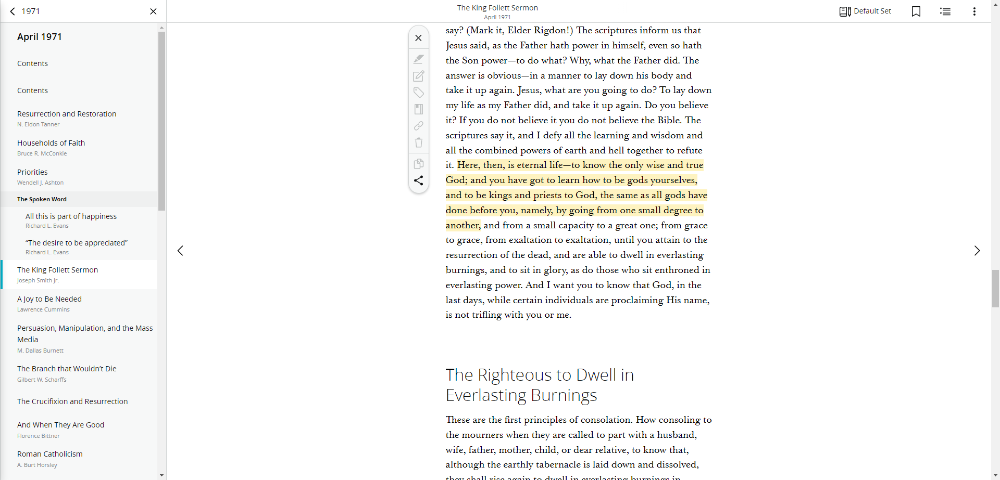 1971
April 1971
Contents
Contents
Resurrection and Restoration
N. Eldon Tanner
Households of Faith
Bruce R. McConkie
Priorities
Wendell J. Ashton
The Spoken Word
All this is part of happiness
Richard L. Evans
“The desire to be appreciated”
Richard L. Evans
The King Follett Sermon
Joseph Smith Jr.
A Joy to Be Needed
Lawrence Cummins
Persuasion, Manipulation, and the Mass
Media
M. Dallas Burnett
The Branch that Wouldn’t Die
Gilbert W. Scharffs
The Crucifixion and Resurrection
And When They Are Good
Florence Bittner
Roman Catholicism
A. Burt Horsley
The King Follett Sermon
April 1971
Default Set
say? (Mark it, Elder Rigdon!) The scriptures inform us that
Jesus said, as the Father hath power in himself, even so hath
the Son power—to do what? Why, what the Father did. The
answer is obvious—in a manner to lay down his body and
take it up again. Jesus, what are you going to do? To lay down
my life as my Father did, and take it up again. Do you believe
it? If you do not believe it you do not believe the Bible. The
scriptures say it, and I defy all the learning and wisdom and
all the combined powers of earth and hell together to refute
it. Here, then, is eternal life—to know the only wise and true
God; and you have got to learn how to be gods yourselves,
and to be kings and priests to God, the same as all gods have
done before you, namely, by going from one small degree to
another, and from a small capacity to a great one; from grace
to grace, from exaltation to exaltation, until you attain to the
resurrection of the dead, and are able to dwell in everlasting
burnings, and to sit in glory, as do those who sit enthroned in
everlasting power. And I want you to know that God, in the
last days, while certain individuals are proclaiming His name,
is not trifling with you or me.
The Righteous to Dwell in
Everlasting Burnings
These are the first principles of consolation. How consoling to
the mourners when they are called to part with a husband,
wife, father, mother, child, or dear relative, to know that,
although the earthly tabernacle is laid down and dissolved,
they shall rise again to dwell in everlasting burnings in